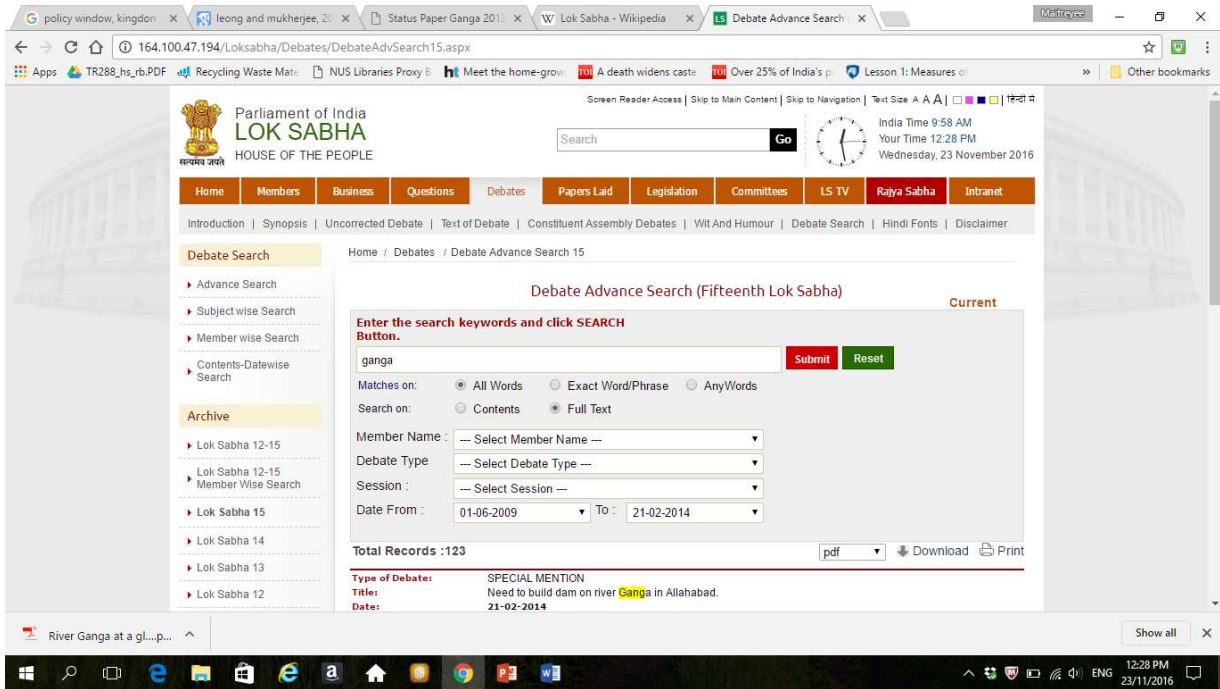 policy window, kingdon
leong and mukherjee, 20
Status Paper Ganga 2013
Lok Sabha - Wikipedia
Debate Advance Search
Maitreyee
164.100.47.194/Loksabha/Debates/DebateAdvSearch15.aspx
Apps TR288_hs_rb.PDF Recycling Waste Mate NUS Libraries Proxy Meet the home-grow A death widens caste Over 25% of India's p Lesson 1: Measures o » Other bookmarks
Screen Reader Access | Skip to Main Content | Skip to Navigation | Text Size A A A | हिन्दी मे
Parliament of India
LOK SABHA
HOUSE OF THE PEOPLE
सत्यमेव जयते
Search Go
India Time 9:58 AM
Your Time 12:28 PM
Wednesday, 23 November 2016
Home Members Business Questions Debates Papers Laid Legislation Committees LS TV Rajya Sabha Intranet
Introduction | Synopsis | Uncorrected Debate | Text of Debate | Constituent Assembly Debates | Wit And Humour | Debate Search | Hindi Fonts | Disclaimer
Debate Search
Advance Search
Subject wise Search
Member wise Search
Contents-Datewise
Search
Archive
Lok Sabha 12-15
Lok Sabha 12-15
Member Wise Search
Lok Sabha 15
Lok Sabha 14
Lok Sabha 13
Lok Sabha 12
Home / Debates / Debate Advance Search 15
Debate Advance Search (Fifteenth Lok Sabha)
Current
Enter the search keywords and click SEARCH
Button.
ganga Submit Reset
Matches on: All Words Exact Word/Phrase AnyWords
Search on: Contents Full Text
Member Name : --- Select Member Name ---
Debate Type --- Select Debate Type ---
Session : --- Select Session ---
Date From : 01-06-2009 To : 21-02-2014
Total Records :123 pdf Download Print
Type of Debate: SPECIAL MENTION
Title: Need to build dam on river Ganga in Allahabad.
Date: 21-02-2014
River Ganga at a gl....p...
Show all
ENG
12:28 PM
23/11/2016